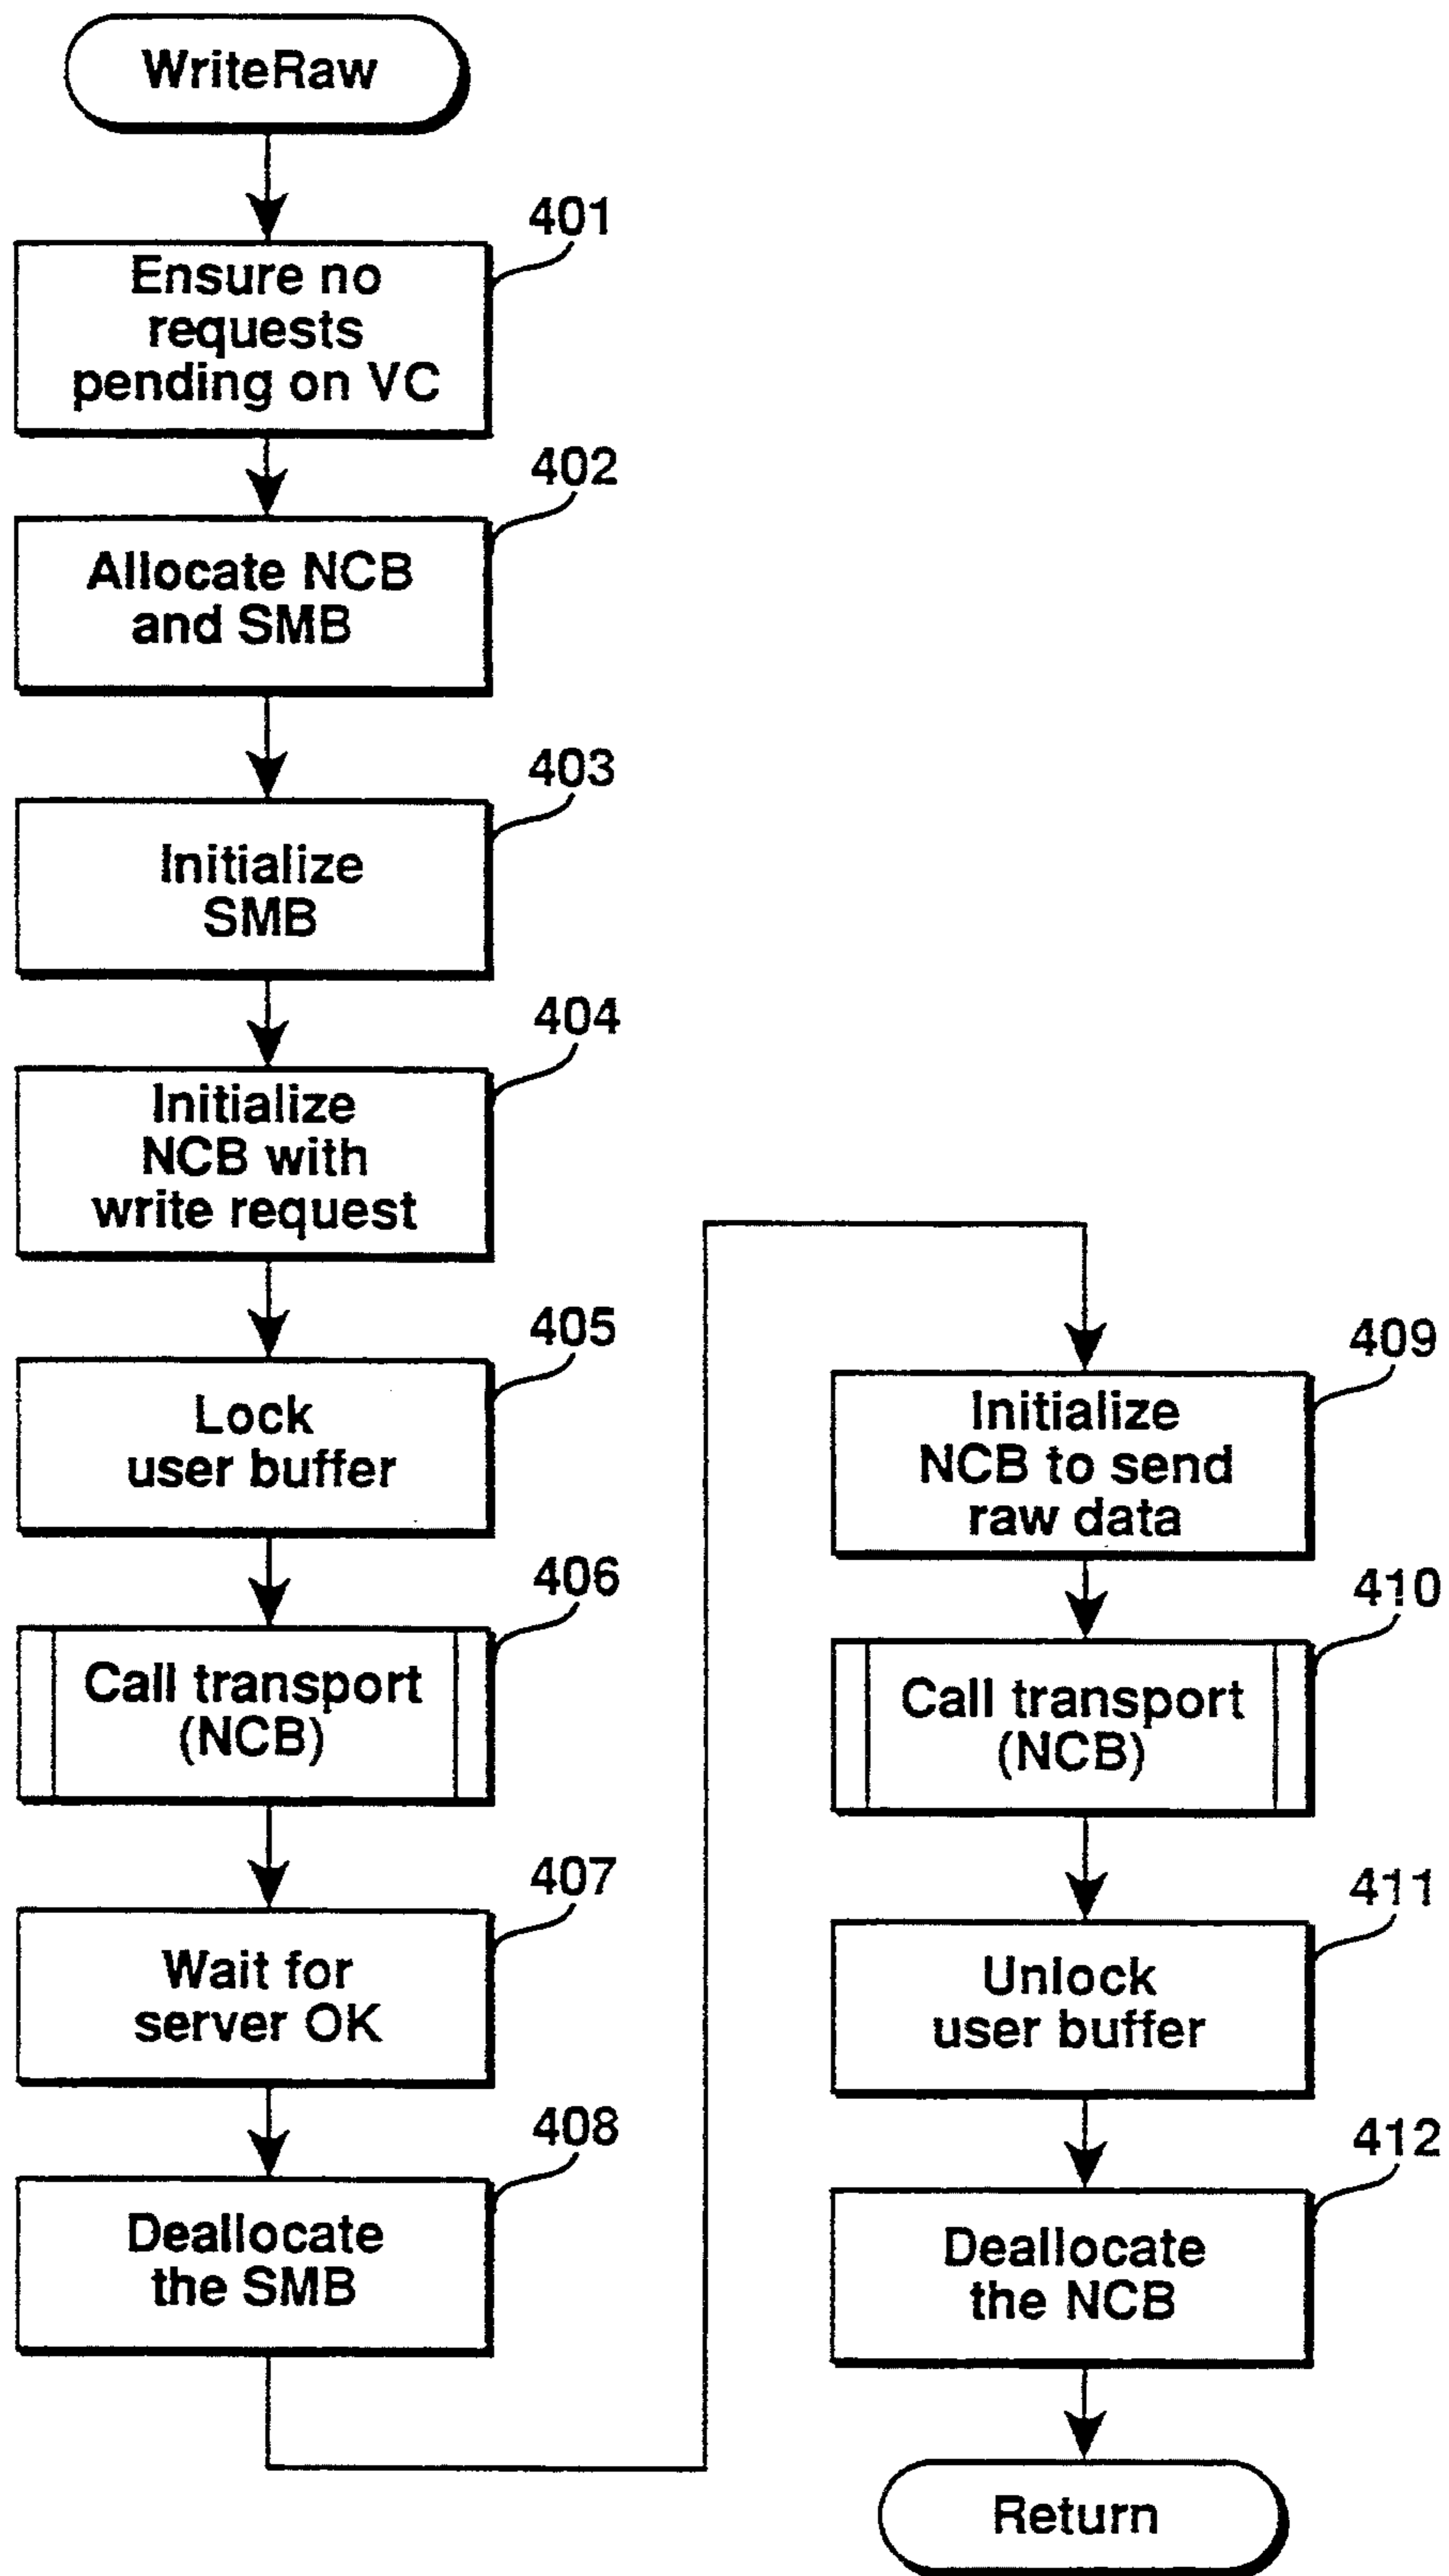 WriteRaw
401
Ensure no
requests
pending on VC
402
Allocate NCB
and SMB
403
Initialize
SMB
404
Initialize
NCB with
write request
405
Lock
user buffer
406
Call transport
(NCB)
407
Wait for
server OK
408
Deallocate
the SMB
409
Initialize
NCB to send
raw data
410
Call transport
(NCB)
411
Unlock
user buffer
412
Deallocate
the NCB
Return